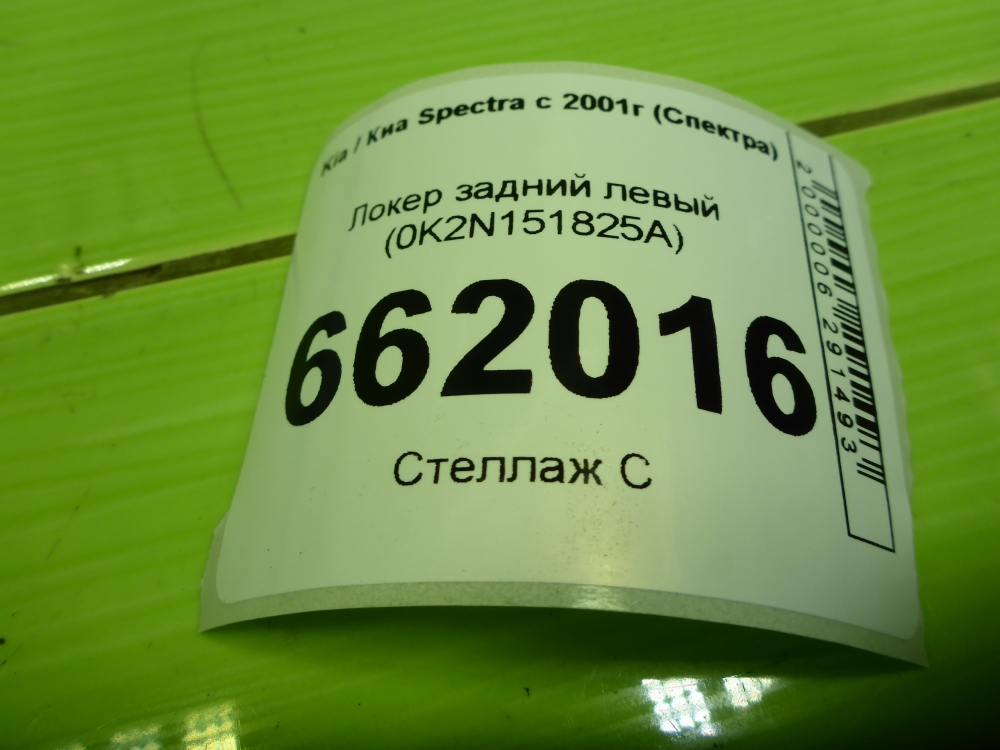 Kia / Киа Spectra с 2001г (Спектра)
Локер задний левый
(0K2N151825A)
662016
Стеллаж С
2000006291493